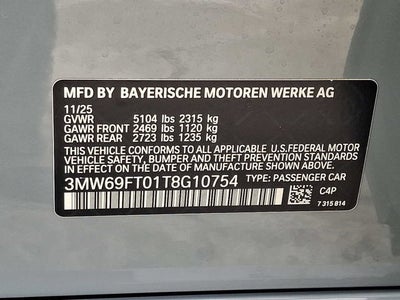 MFD BY BAYERISCHE MOTOREN WERKE AG
11/25
GVWR 5104 lbs 2315 kg
GAWR FRONT 2469 lbs 1120 kg
GAWR REAR 2723 lbs 1235 kg
THIS VEHICLE CONFORMS TO ALL APPLICABLE U.S.FEDERAL MOTOR
VEHICLE SAFETY, BUMPER, AND THEFT PREVENTION STANDARDS IN
EFFECT ON THE DATE OF MANUFACTURE SHOWN ABOVE.
3MW69FT01T8G10754 TYPE: PASSENGER CAR
C4P
7 315 814